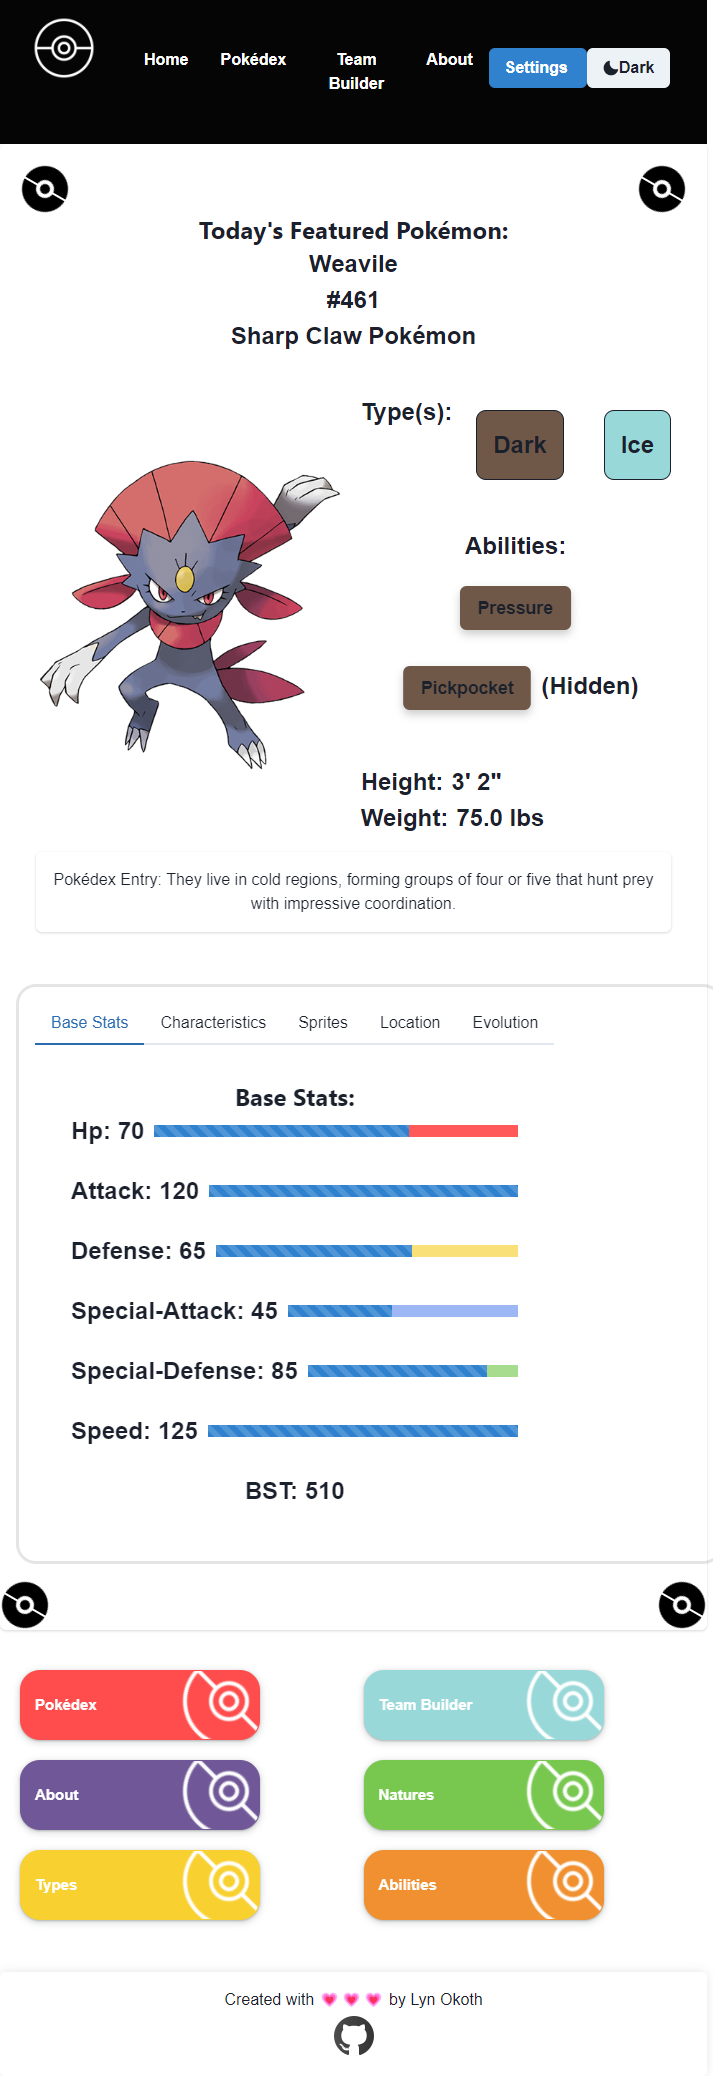 Home
Pokédex
Team
Builder
About
Settings
Dark
Today's Featured Pokémon:
Weavile
#461
Sharp Claw Pokémon
Type(s):
Dark
Ice
Abilities:
Pressure
Pickpocket (Hidden)
Height: 3' 2"
Weight: 75.0 lbs
Pokédex Entry: They live in cold regions, forming groups of four or five that hunt prey
with impressive coordination.
Base Stats
Characteristics
Sprites
Location
Evolution
Base Stats:
Hp: 70
Attack: 120
Defense: 65
Special-Attack: 45
Special-Defense: 85
Speed: 125
BST: 510
Pokédex
Team Builder
About
Natures
Types
Abilities
Created with 💗 💗 💗 by Lyn Okoth